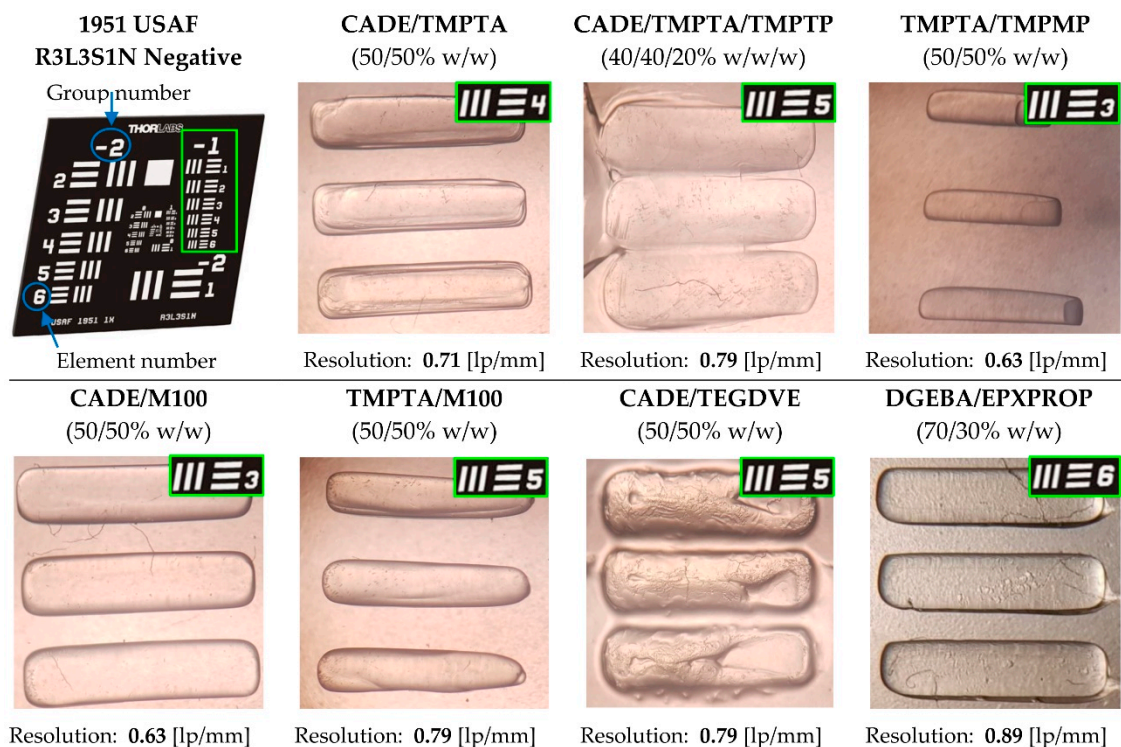 1951 USAF
R3L3S1N Negative
Group number
THORLABS
-2
-1
1
2
2
3
3
4
4
5
5
6
6
-2
1
USAF 1951 1X
R3L3S1N
Element number
CADE/TMPTA
(50/50% w/w)
4
Resolution: 0.71 [lp/mm]
CADE/TMPTA/TMPTP
(40/40/20% w/w/w)
5
Resolution: 0.79 [lp/mm]
TMPTA/TMPMP
(50/50% w/w)
3
Resolution: 0.63 [lp/mm]
CADE/M100
(50/50% w/w)
3
Resolution: 0.63 [lp/mm]
TMPTA/M100
(50/50% w/w)
5
Resolution: 0.79 [lp/mm]
CADE/TEGDVE
(50/50% w/w)
5
Resolution: 0.79 [lp/mm]
DGEBA/EPXPROP
(70/30% w/w)
6
Resolution: 0.89 [lp/mm]